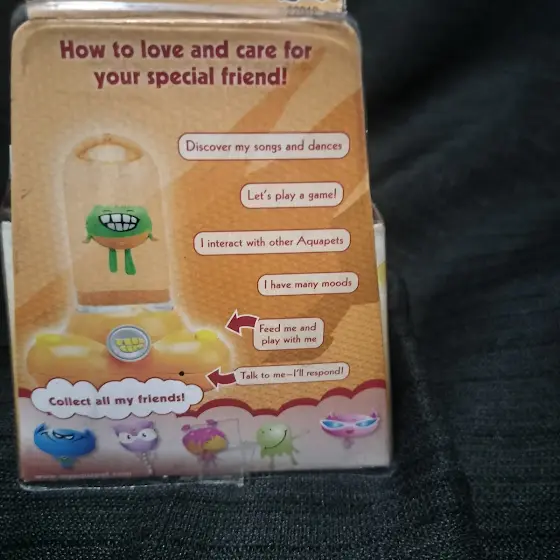 How to love and care for
your special friend!
Discover my songs and dances
Let's play a game!
I interact with other Aquapets
I have many moods
Feed me and
play with me
Talk to me—I'll respond!
Collect all my friends!